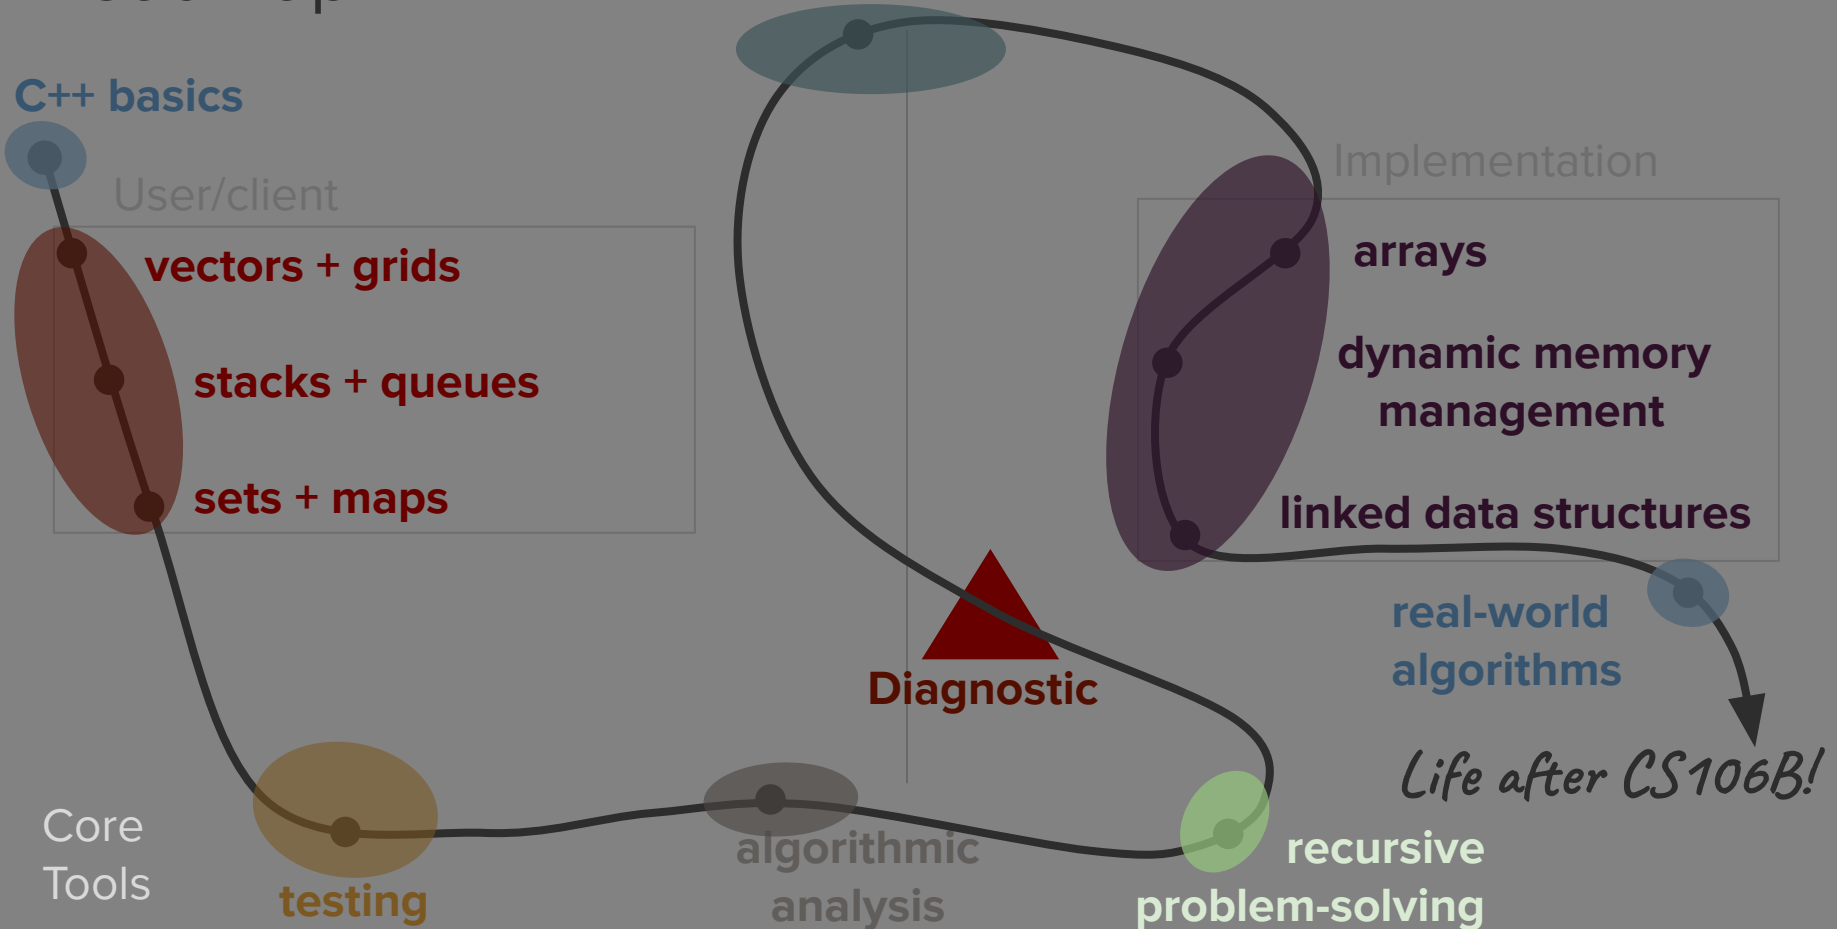 C++ basics
User/client
vectors + grids
stacks + queues
sets + maps
Implementation
arrays
dynamic memory
management
linked data structures
real-world
algorithms
Diagnostic
Life after CS106B!
Core
Tools
testing
algorithmic
analysis
recursive
problem-solving